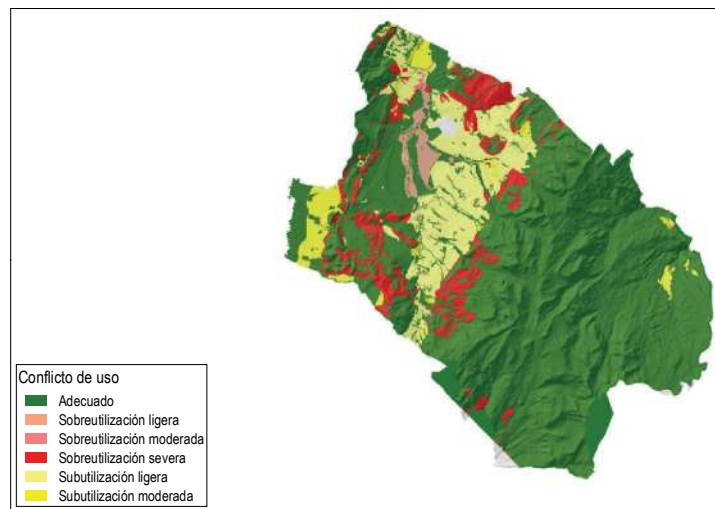 Conflicto de uso
Adecuado
Sobreutilización ligera
Sobreutilización moderada
Sobreutilización severa
Subutilización ligera
Subutilización moderada